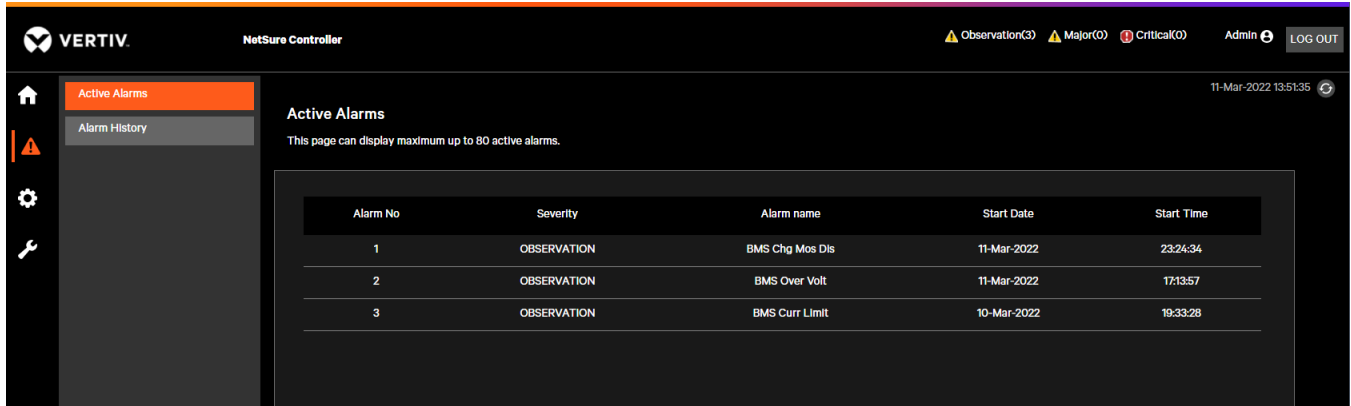 VERTIV.
NetSure Controller
Observation(3) Major(0) Critical(0) Admin LOG OUT
11-Mar-2022 13:51:35
Active Alarms
Alarm History
Active Alarms
This page can display maximum up to 80 active alarms.
Alarm No Severity Alarm name Start Date Start Time
1 OBSERVATION BMS Chg Mos Dis 11-Mar-2022 23:24:34
2 OBSERVATION BMS Over Volt 11-Mar-2022 17:13:57
3 OBSERVATION BMS Curr Limit 10-Mar-2022 19:33:28